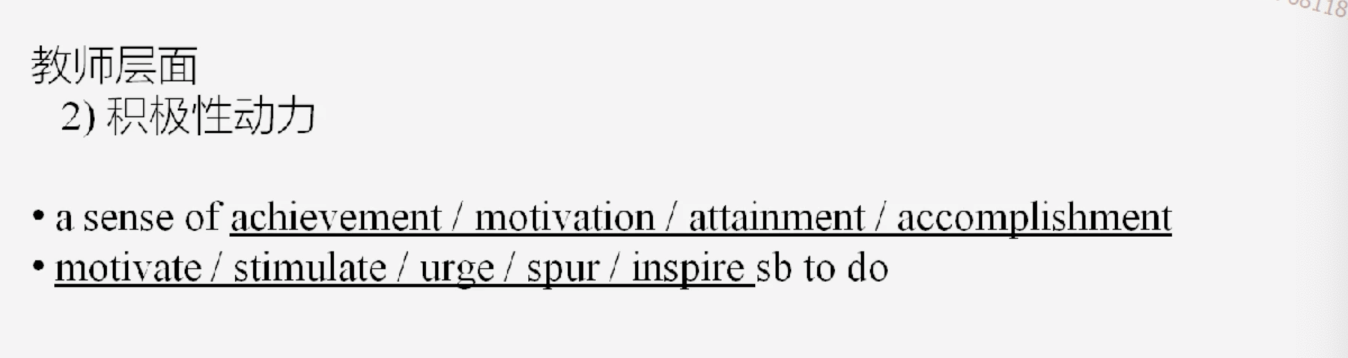 教师层面
2) 积极性动力
• a sense of achievement / motivation / attainment / accomplishment
• motivate / stimulate / urge / spur / inspire sb to do